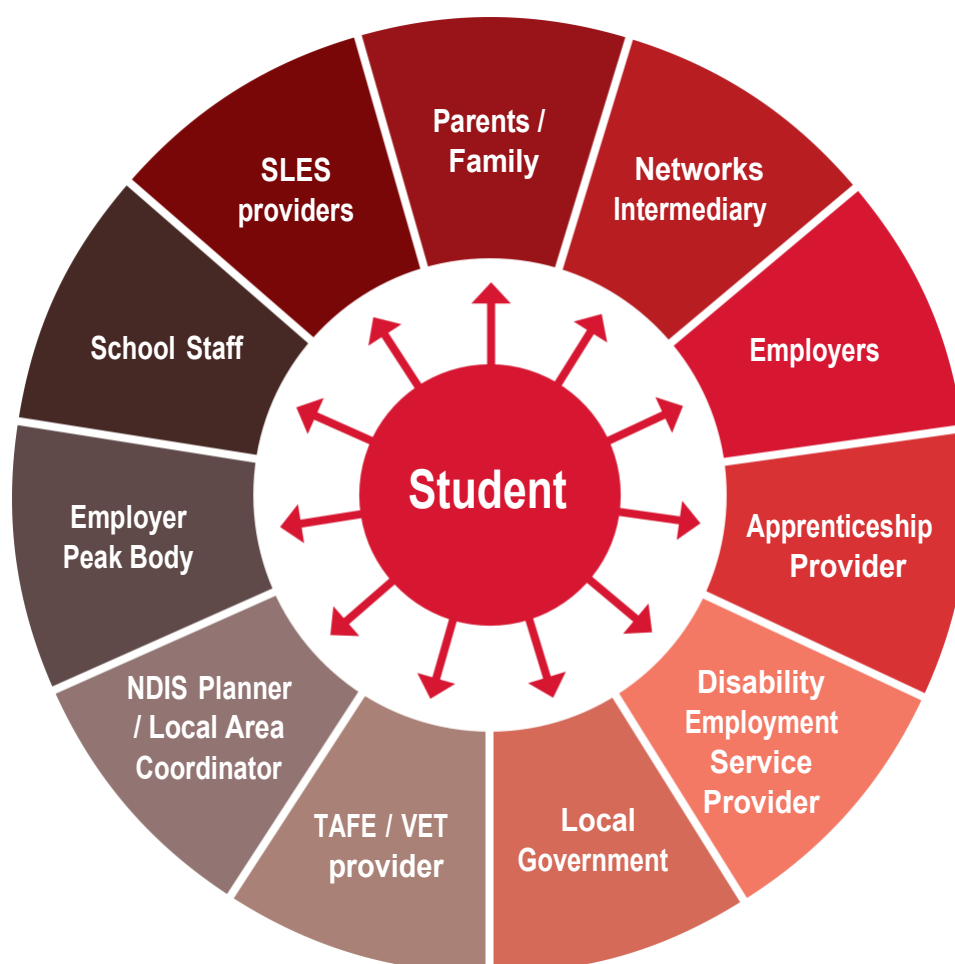 Parents /
Family
Networks
Intermediary
Employers
Apprenticeship
Provider
Disability
Employment
Service
Provider
Local
Government
TAFE / VET
provider
NDIS Planner
/ Local Area
Coordinator
Employer
Peak Body
School Staff
SLES
providers
Student